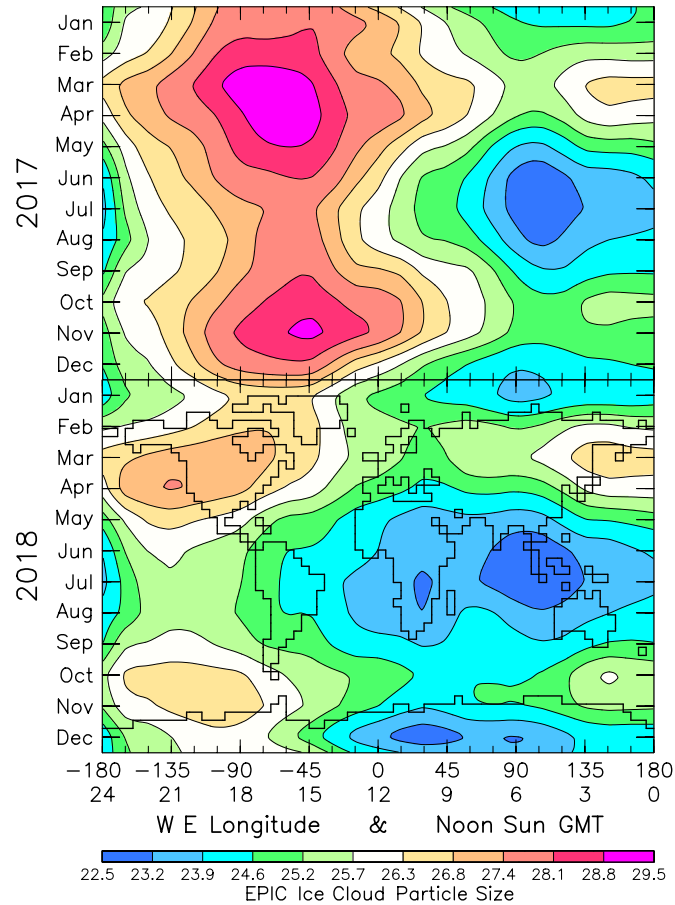 Jan
Feb
Mar
Apr
May
Jun
Jul
Aug
Sep
Oct
Nov
Dec
2017
Jan
Feb
Mar
Apr
May
Jun
Jul
Aug
Sep
Oct
Nov
Dec
2018
−180 −135 −90 −45 0 45 90 135 180
24 21 18 15 12 9 6 3 0
W E Longitude & Noon Sun GMT
22.5 23.2 23.9 24.6 25.2 25.7 26.3 26.8 27.4 28.1 28.8 29.5
EPIC Ice Cloud Particle Size